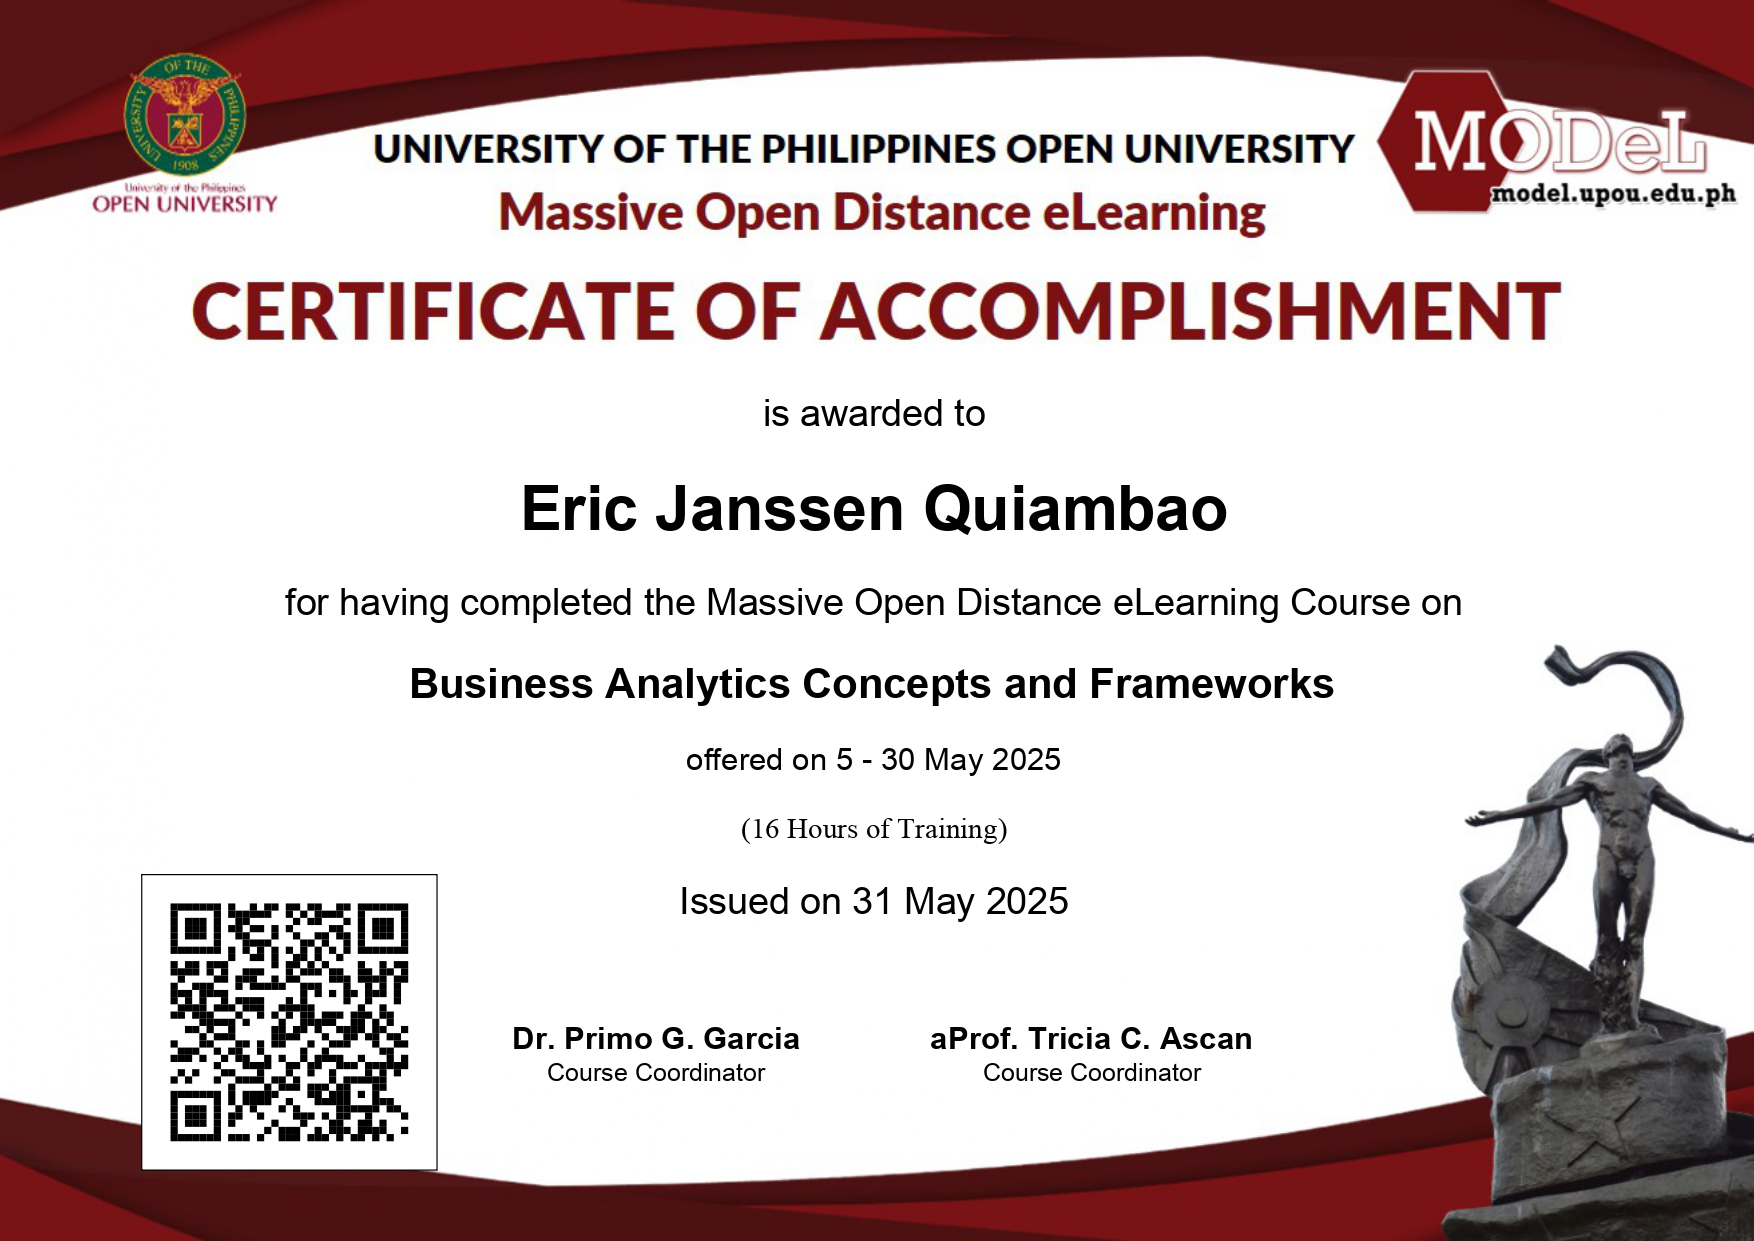 OF THE
UNIVERSITY
PHILIPPINES
1908
University of the Philippines
OPEN UNIVERSITY
UNIVERSITY OF THE PHILIPPINES OPEN UNIVERSITY
Massive Open Distance eLearning
MODeL
model.upou.edu.ph
CERTIFICATE OF ACCOMPLISHMENT
is awarded to
Eric Janssen Quiambao
for having completed the Massive Open Distance eLearning Course on
Business Analytics Concepts and Frameworks
offered on 5 - 30 May 2025
(16 Hours of Training)
Issued on 31 May 2025
Dr. Primo G. Garcia
Course Coordinator
aProf. Tricia C. Ascan
Course Coordinator